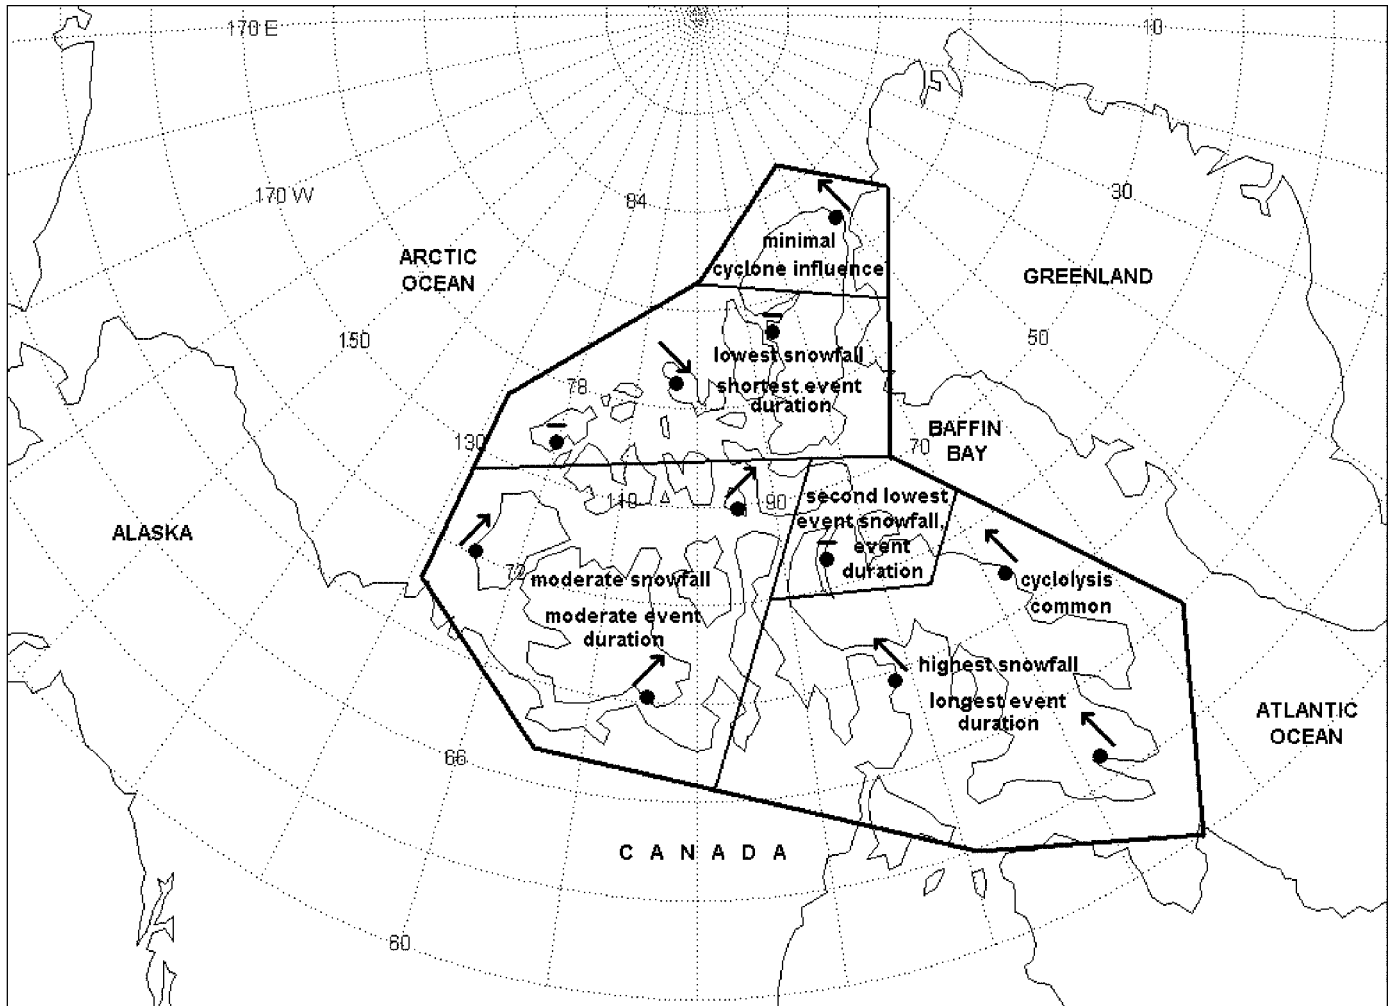 170 E
10
170 W
84
30
minimal
cyclone influence
ARCTIC
OCEAN
GREENLAND
150
50
lowest snowfall
shortest event
duration
78
130
BAFFIN
BAY
70
110
90
second lowest
event snowfall,
event
duration
ALASKA
72
moderate snowfall
moderate event
duration
cyclolysis
common
highest snowfall
longest event
duration
ATLANTIC
OCEAN
66
C A N A D A
60